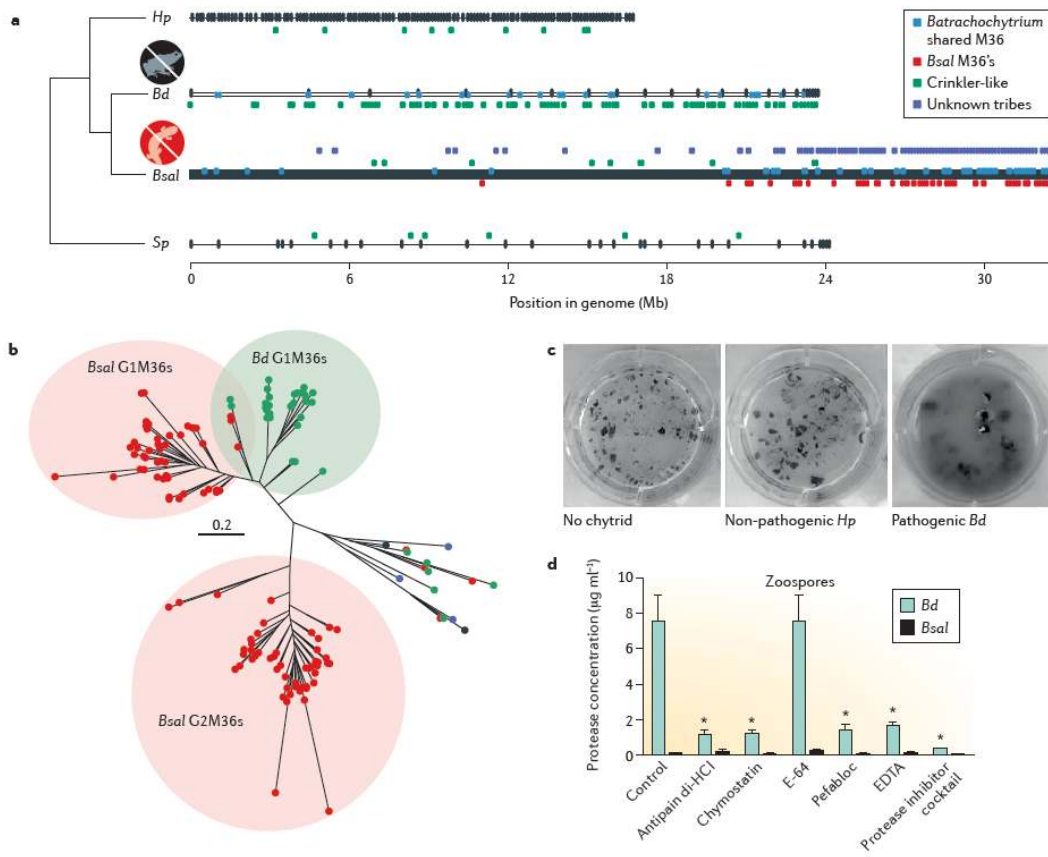 a
Hp
Bd
Bsal
Sp
Batrachochytrium
shared M36
Bsal M36's
Crinkler-like
Unknown tribes
0 6 12 18 24 30
Position in genome (Mb)
b
Bsal G1M36s
Bd G1M36s
0.2
Bsal G2M36s
c
No chytrid
Non-pathogenic Hp
Pathogenic Bd
d
Zoospores
Bd
Bsal
Protease concentration (μg ml⁻¹)
10
8
6
4
2
0
Control
Antipain di-HCl
Chymostatin
E-64
Pefabloc
EDTA
Protease inhibitor
cocktail
* * * * *